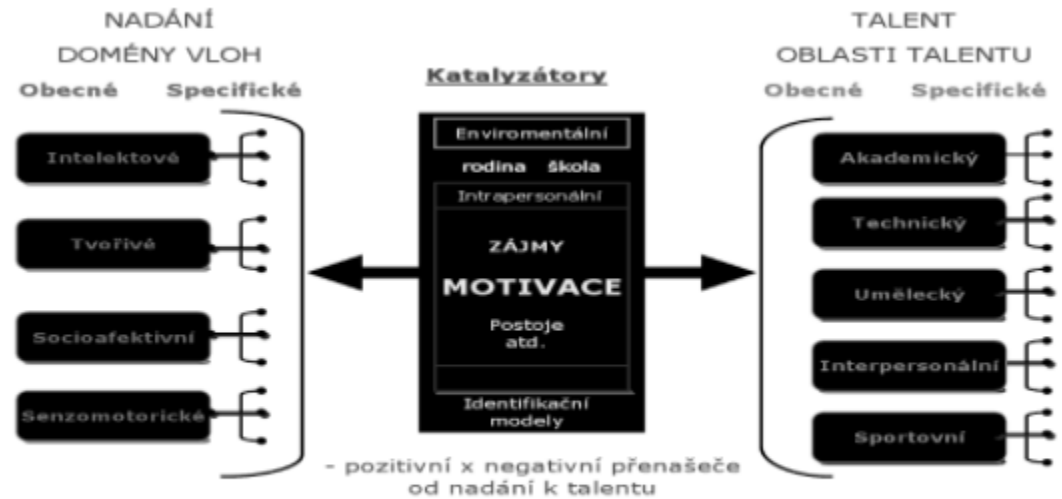 NADÁNÍ
DOMÉNY VLOH
Obecné Specifické
Intelektové
Tvořivé
Socioafektivní
Senzomotorické
Katalyzátory
Enviromentální
rodina škola
Intrapersonální
ZÁJMY
MOTIVACE
Postoje
atd.
Identifikační
modely
- pozitivní x negativní přenašeče
od nadání k talentu
TALENT
OBLASTI TALENTU
Obecné Specifické
Akademický
Technický
Umělecký
Interpersonální
Sportovní